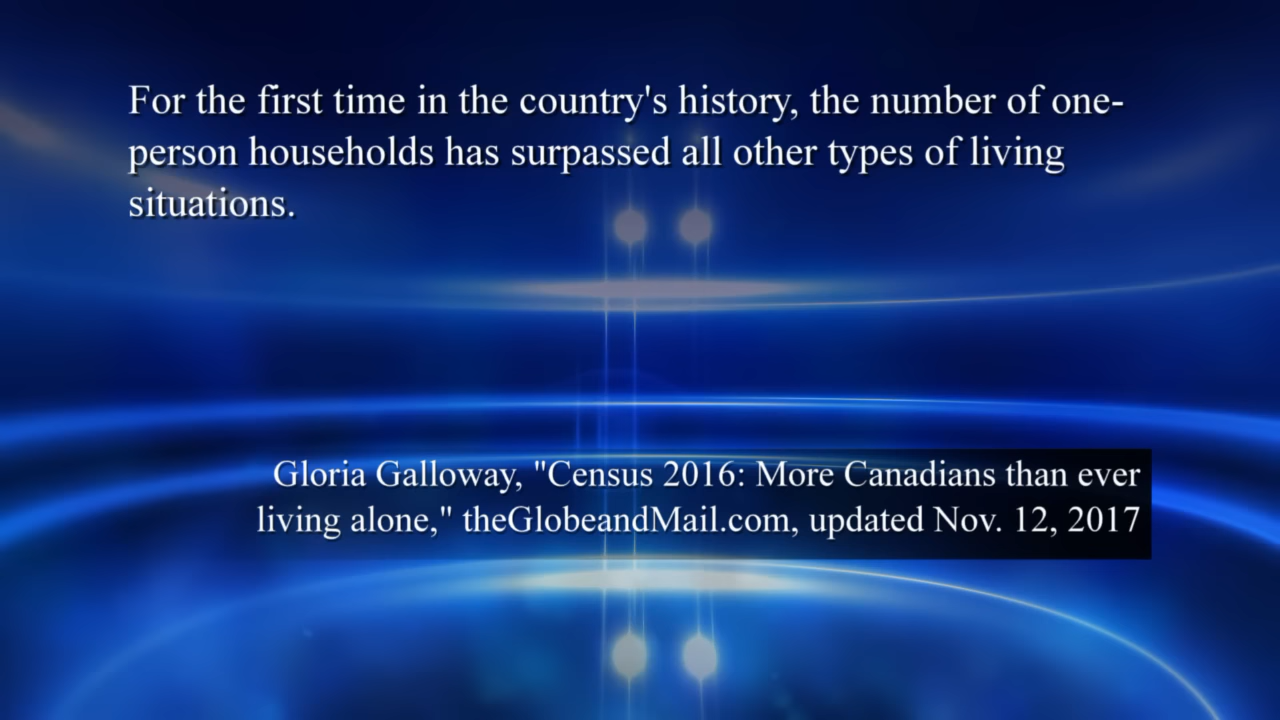 For the first time in the country's history, the number of one-
person households has surpassed all other types of living
situations.
Gloria Galloway, "Census 2016: More Canadians than ever
living alone," theGlobeandMail.com, updated Nov. 12, 2017